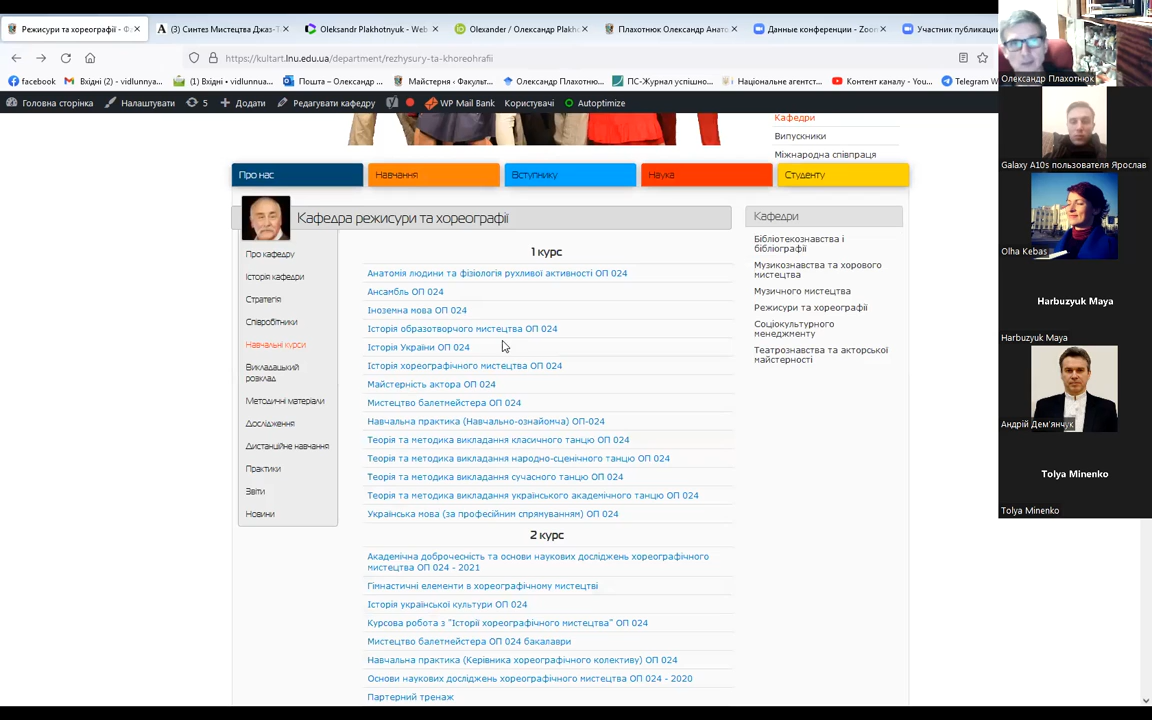 Режисури та хореографії - Ф
(3) Синтез Мистецтва Джаз-Т
Oleksandr Plakhotnyuk - Web
Olexander / Олександр Plakh
Плахотнюк Олександр Анато
Данные конференции - Zoom
Участник публикации
https://kultart.lnu.edu.ua/department/rezhysury-ta-khoreohrafii
facebook
Вхідні (2) - vidlunnya...
(1) Вхідні - vidlunnua...
Пошта – Олександр ...
Майстерня - Факуль...
Олександр Плахотню...
ПС-Журнал успішно...
Національне агентст...
Контент каналу - YouT...
Telegram W
Головна сторінка
Налаштувати
5
Додати
Редагувати кафедру
WP Mail Bank
Користувачі
Autoptimize
Кафедри
Випускники
Міжнародна співпраця
Про нас
Навчання
Вступнику
Наука
Студенту
Кафедра режисури та хореографії
Про кафедру
Історія кафедри
Стратегія
Співробітники
Навчальні курси
Викладацький
розклад
Методичні матеріали
Дослідження
Дистанційне навчання
Практики
Звіти
Новини
1 курс
Анатомія людини та фізіологія рухливої активності ОП 024
Ансамбль ОП 024
Іноземна мова ОП 024
Історія образотворчого мистецтва ОП 024
Історія України ОП 024
Історія хореографічного мистецтва ОП 024
Майстерність актора ОП 024
Мистецтво балетмейстера ОП 024
Навчальна практика (Навчально-ознайомча) ОП-024
Теорія та методика викладання класичного танцю ОП 024
Теорія та методика викладання народно-сценічного танцю ОП 024
Теорія та методика викладання сучасного танцю ОП 024
Теорія та методика викладання українського академічного танцю ОП 024
Українська мова (за професійним спрямуванням) ОП 024
2 курс
Академічна доброчесність та основи наукових досліджень хореографічного
мистецтва ОП 024 - 2021
Гімнастичні елементи в хореографічному мистецтві
Історія української культури ОП 024
Курсова робота з "Історії хореографічного мистецтва" ОП 024
Мистецтво балетмейстера ОП 024 бакалаври
Навчальна практика (Керівника хореографічного колективу) ОП 024
Основи наукових досліджень хореографічного мистецтва ОП 024 - 2020
Партерний тренаж
Кафедри
Бібліотекознавства і
бібліографії
Музикознавства та хорового
мистецтва
Музичного мистецтва
Режисури та хореографії
Соціокультурного
менеджменту
Театрознавства та акторської
майстерності
Олександр Плахотнюк
Galaxy A10s пользователя Ярослав
Olha Kebas
Harbuzyuk Maya
Harbuzyuk Maya
Андрій Дем'янчук
Tolya Minenko
Tolya Minenko